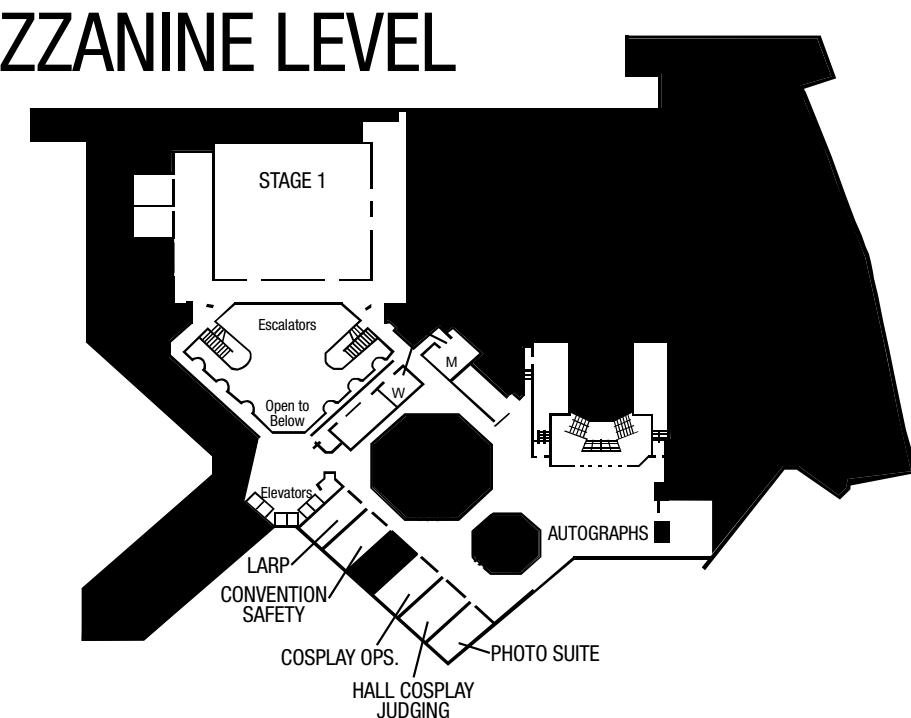 ZZANINE LEVEL
STAGE 1
Escalators
M
W
Open to
Below
Elevators
AUTOGRAPHS
LARP
CONVENTION
SAFETY
COSPLAY OPS.
PHOTO SUITE
HALL COSPLAY
JUDGING